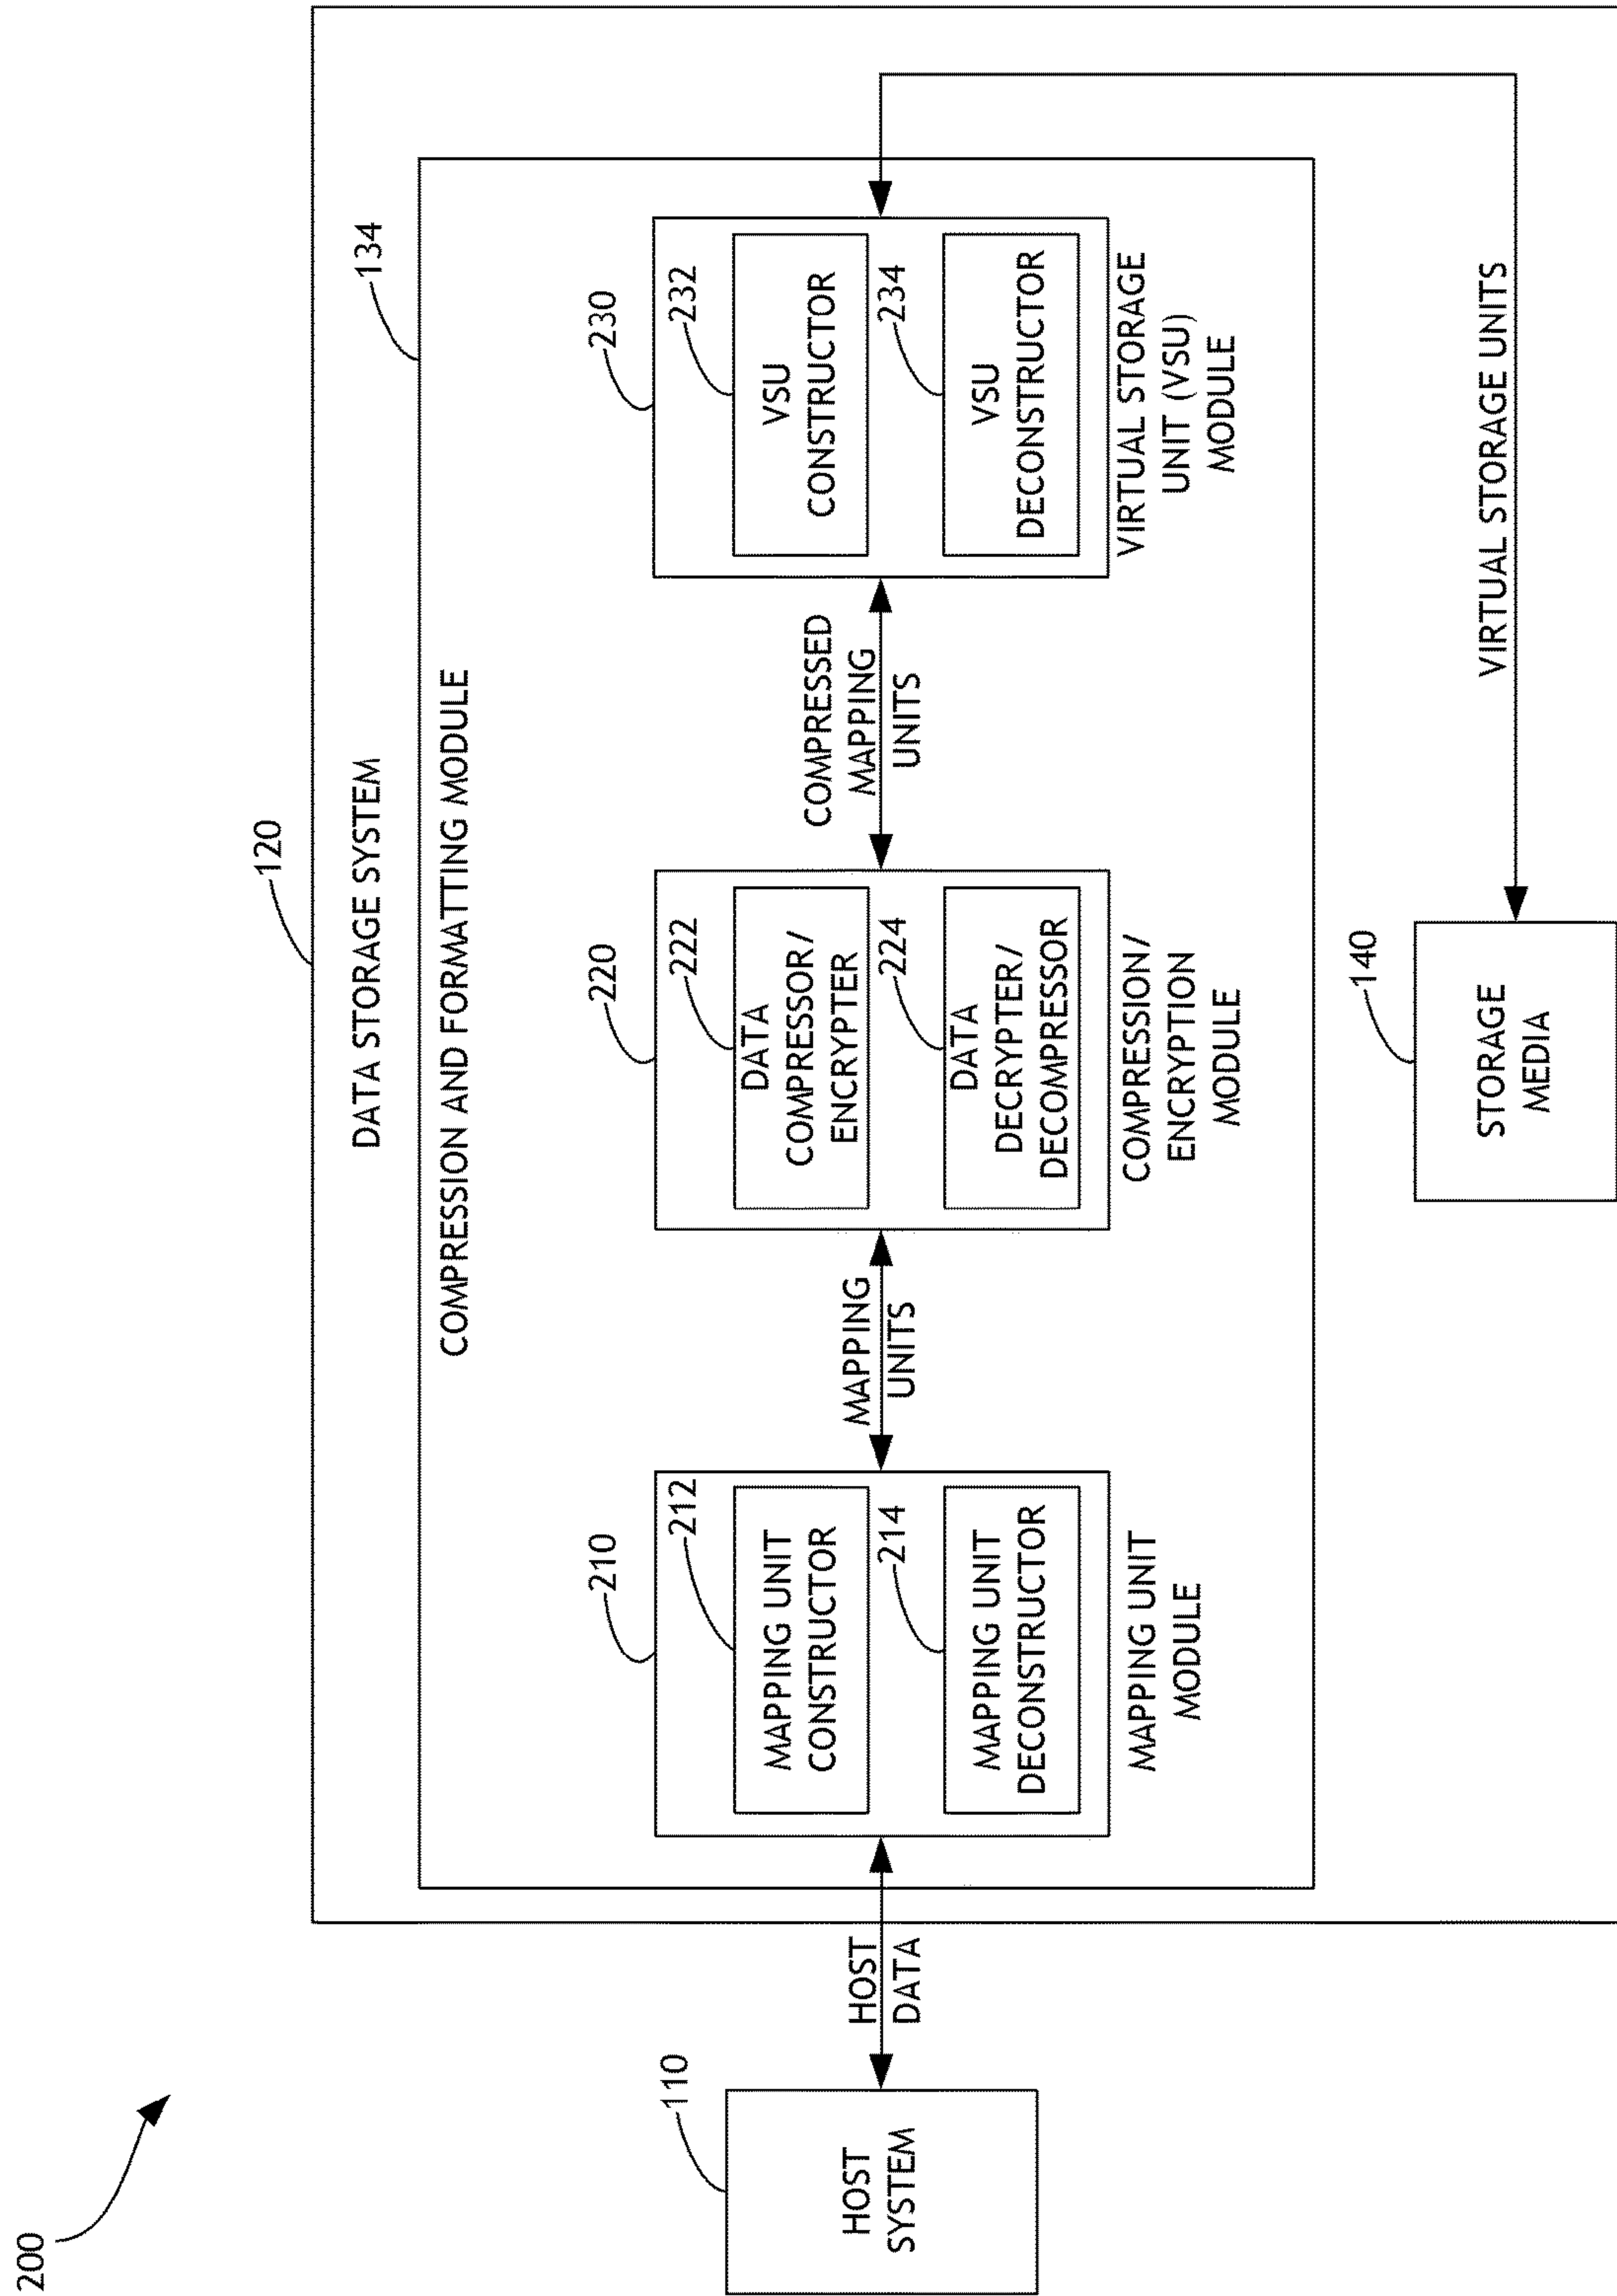 200
120
DATA STORAGE SYSTEM
134
COMPRESSION AND FORMATTING MODULE
110
HOST
SYSTEM
HOST
DATA
210
212
MAPPING UNIT
CONSTRUCTOR
214
MAPPING UNIT
DECONSTRUCTOR
MAPPING UNIT
MODULE
MAPPING
UNITS
220
222
DATA
COMPRESSOR/
ENCRYPTER
224
DATA
DECRYPTER/
DECOMPRESSOR
COMPRESSION/
ENCRYPTION
MODULE
COMPRESSED
MAPPING
UNITS
230
232
VSU
CONSTRUCTOR
234
VSU
DECONSTRUCTOR
VIRTUAL STORAGE
UNIT (VSU)
MODULE
140
STORAGE
MEDIA
VIRTUAL STORAGE UNITS